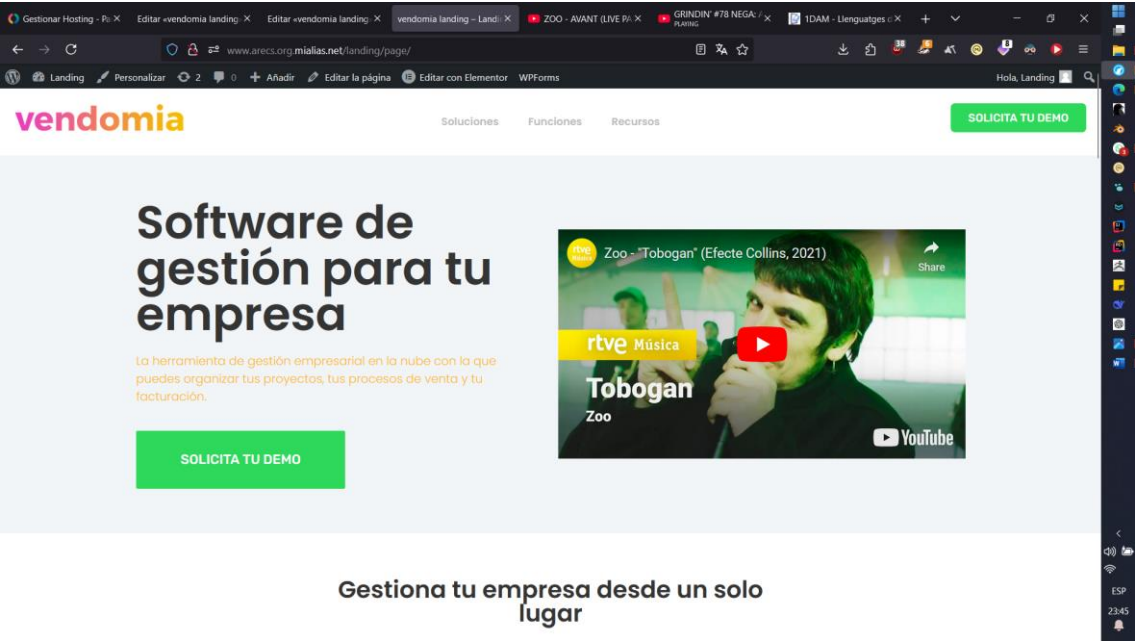 Gestionar Hosting - Pa
Editar «vendomia landing
Editar «vendomia landing
vendomia landing – Landi
ZOO - AVANT (LIVE PA
GRINDIN' #78 NEGA: /
PLAYING
1DAM - Llenguatges d
www.arecs.org.mialias.net/landing/page/
38
Landing
Personalizar
2
0
Añadir
Editar la página
Editar con Elementor
WPForms
Hola, Landing
vendomia
Soluciones
Funciones
Recursos
SOLICITA TU DEMO
Software de
gestión para tu
empresa
La herramienta de gestión empresarial en la nube con la que
puedes organizar tus proyectos, tus procesos de venta y tu
facturación.
SOLICITA TU DEMO
rtve
Música
Zoo - "Tobogan" (Efecte Collins, 2021)
Share
rtve Música
Tobogan
Zoo
YouTube
Gestiona tu empresa desde un solo
lugar
ESP
23:45